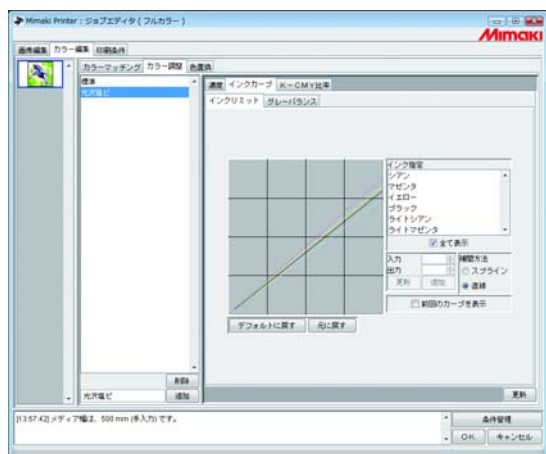 Mimaki Printer : ジョブエディタ ( フルカラー )
Mimaki
画像編集 カラー編集 印刷条件
カラーマッチング カラー調整 色置換
標準
光沢塩ビ
濃度 インクカーブ K-CMY比率
インクリミット グレーバランス
インク指定
シアン
マゼンタ
イエロー
ブラック
ライトシアン
ライトマゼンタ
全て表示
入力
出力
更新 追加
補間方法
スプライン
直線
前回のカーブを表示
デフォルトに戻す 元に戻す
削除
光沢塩ビ 追加
更新
[13:57:42] メディア幅は、500 mm (手入力) です。
条件管理
OK キャンセル